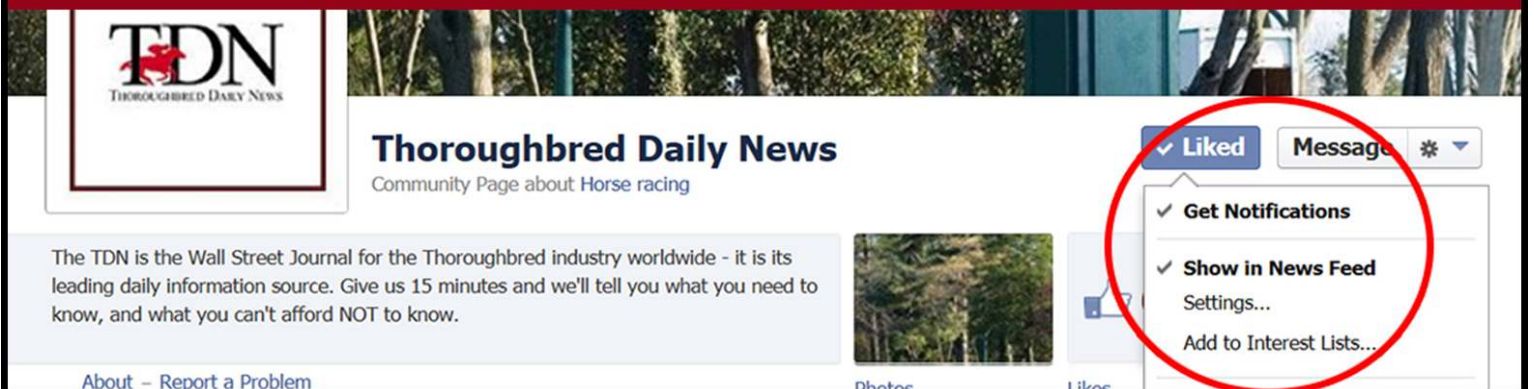 TDN
THOROUGHBRED DAILY NEWS
Thoroughbred Daily News
Community Page about Horse racing
✓ Liked
Message
✓ Get Notifications
✓ Show in News Feed
Settings...
Add to Interest Lists...
The TDN is the Wall Street Journal for the Thoroughbred industry worldwide - it is its
leading daily information source. Give us 15 minutes and we'll tell you what you need to
know, and what you can't afford NOT to know.
About – Report a Problem
Photos
Likes